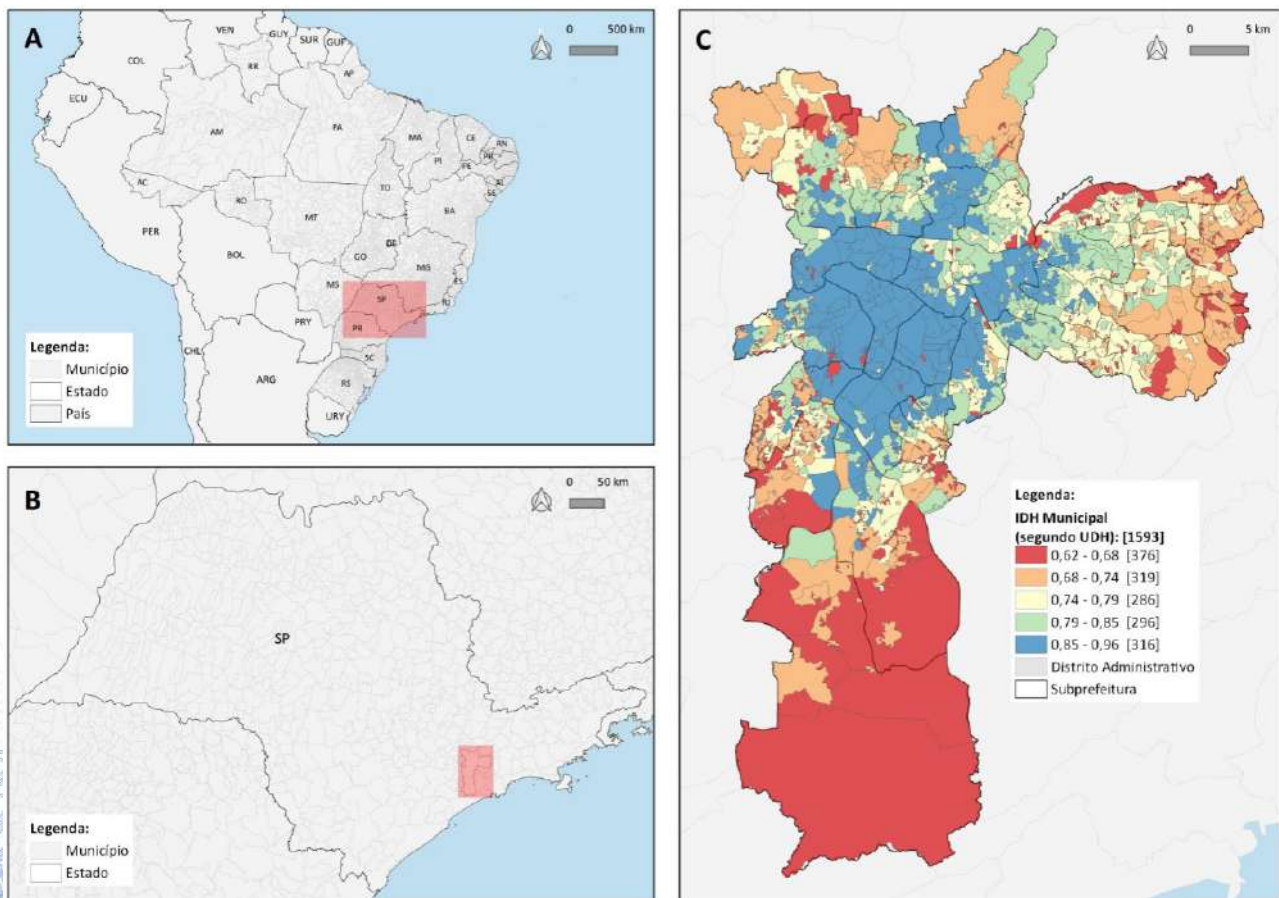 A
0 500 km
VEN
GUY
SUR
GUF
COL
RR
AP
ECU
AM
PA
MA
CE
RN
PB
PI
PE
AL
SE
AC
RO
TO
BA
PER
MT
DF
GO
BOL
MG
ES
MS
SP
RJ
PRY
PR
CHL
SC
ARG
RS
URY
Legenda:
Município
Estado
País
B
0 50 km
SP
Legenda:
Município
Estado
C
0 5 km
Legenda:
IDH Municipal
(segundo UDH): [1593]
0,62 - 0,68 [376]
0,68 - 0,74 [319]
0,74 - 0,79 [286]
0,79 - 0,85 [296]
0,85 - 0,96 [316]
Distrito Administrativo
Subprefeitura